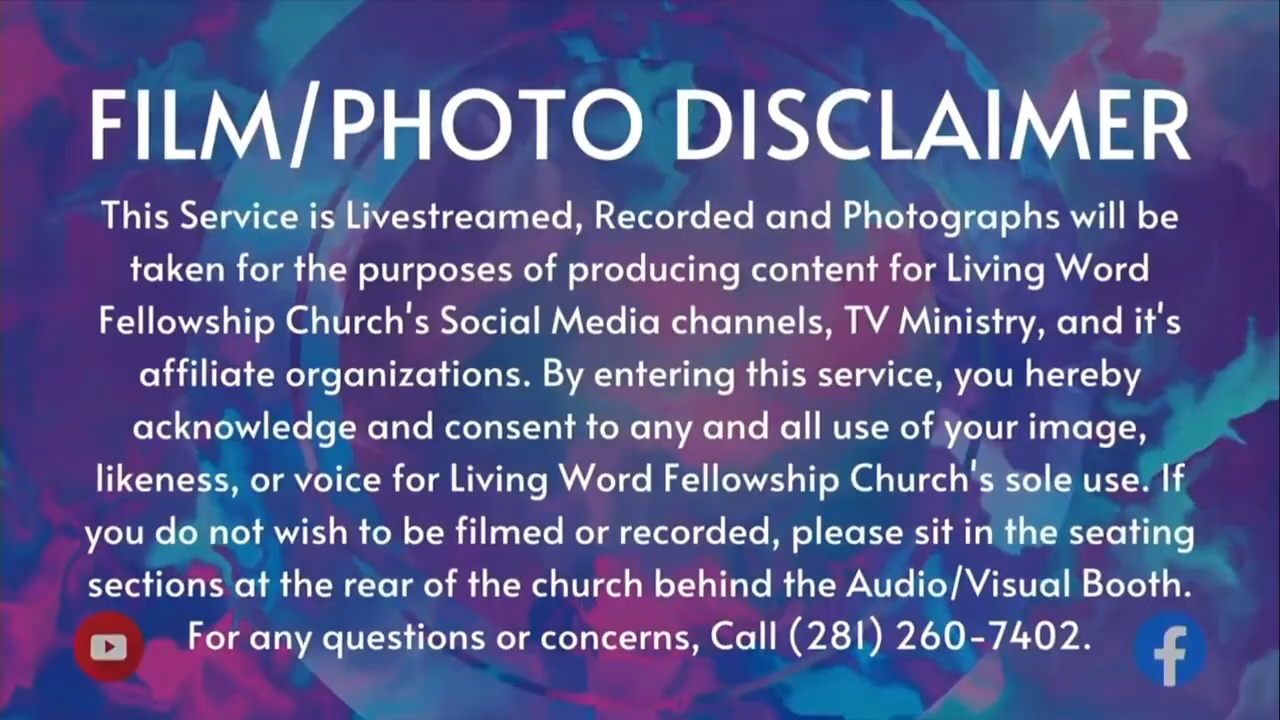 FILM/PHOTO DISCLAIMER
This Service is Livestreamed, Recorded and Photographs will be
taken for the purposes of producing content for Living Word
Fellowship Church's Social Media channels, TV Ministry, and it's
affiliate organizations. By entering this service, you hereby
acknowledge and consent to any and all use of your image,
likeness, or voice for Living Word Fellowship Church's sole use. If
you do not wish to be filmed or recorded, please sit in the seating
sections at the rear of the church behind the Audio/Visual Booth.
For any questions or concerns, Call (281) 260-7402.